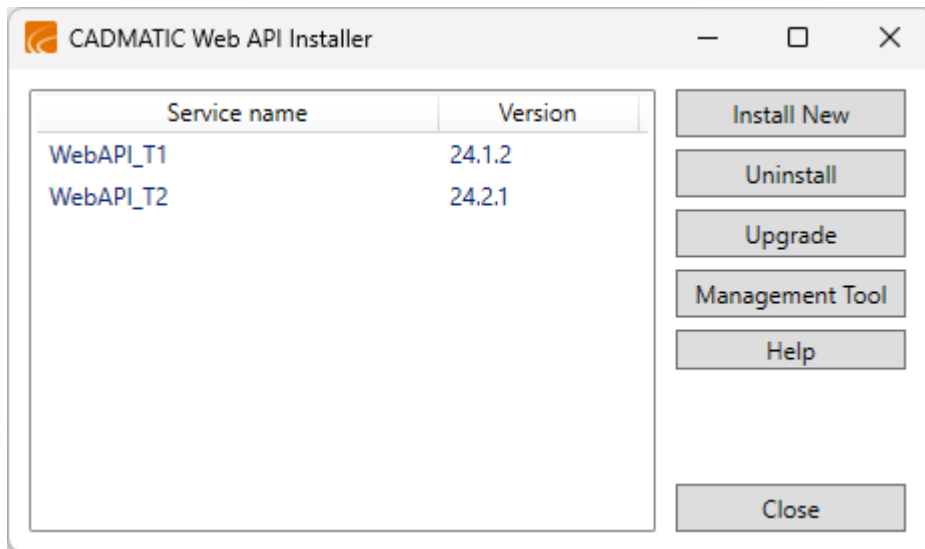 CADMATIC Web API Installer
Service name Version
WebAPI_T1 24.1.2
WebAPI_T2 24.2.1
Install New
Uninstall
Upgrade
Management Tool
Help
Close